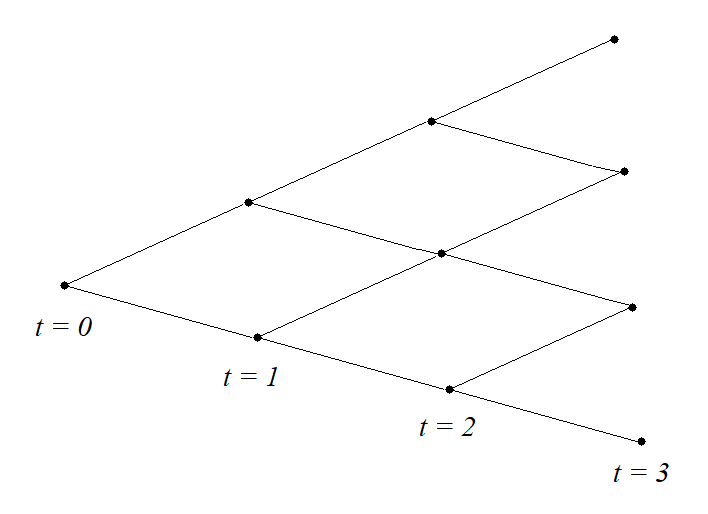 t = 0
t = 1
t = 2
t = 3